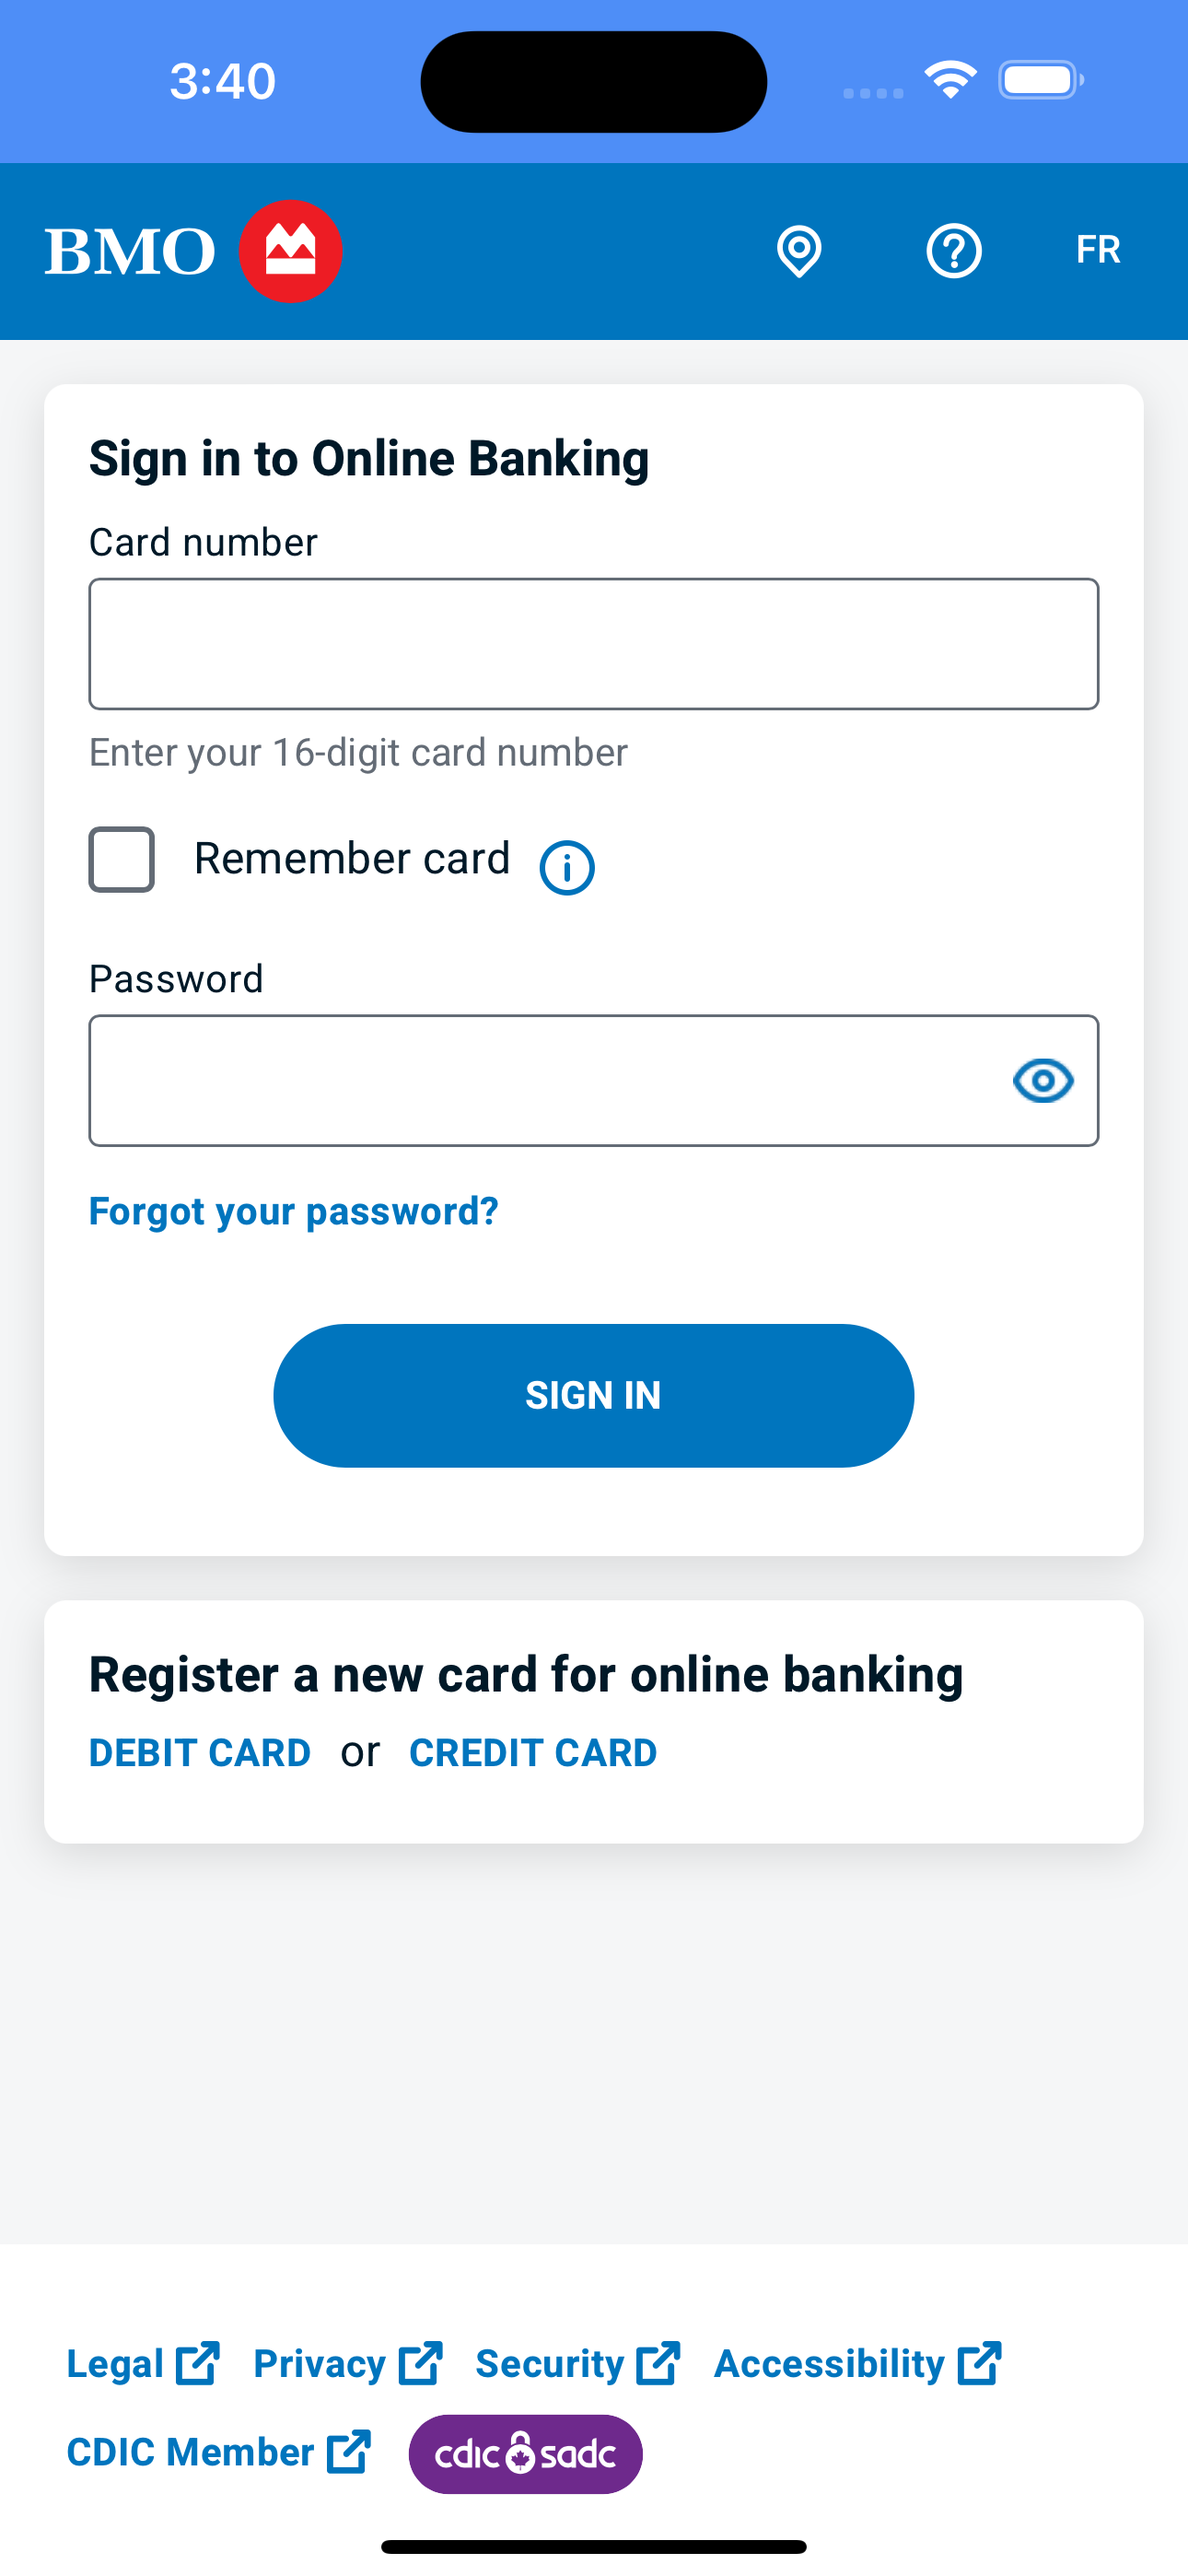 3:40
BMO
FR
Sign in to Online Banking
Card number
Enter your 16-digit card number
Remember card
Password
Forgot your password?
SIGN IN
Register a new card for online banking
DEBIT CARD or CREDIT CARD
Legal Privacy Security Accessibility
CDIC Member cdic sadc